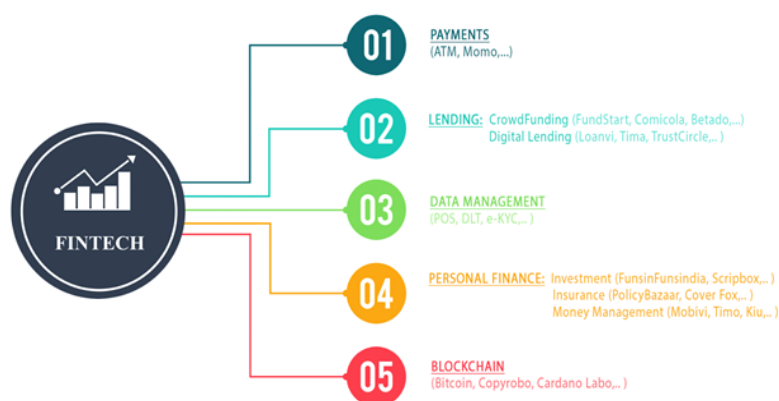 FINTECH
01
PAYMENTS
(ATM, Momo,...)
02
LENDING: CrowdFunding (FundStart, Comicola, Betado,...)
Digital Lending (Loanvi, Tima, TrustCircle,.. )
03
DATA MANAGEMENT
(POS, DLT, e-KYC,.. )
04
PERSONAL FINANCE: Investment (FunsinFunsindia, Scripbox,.. )
Insurance (PolicyBazaar, Cover Fox,.. )
Money Management (Mobivi, Timo, Kiu,.. )
05
BLOCKCHAIN
(Bitcoin, Copyrobo, Cardano Labo,.. )